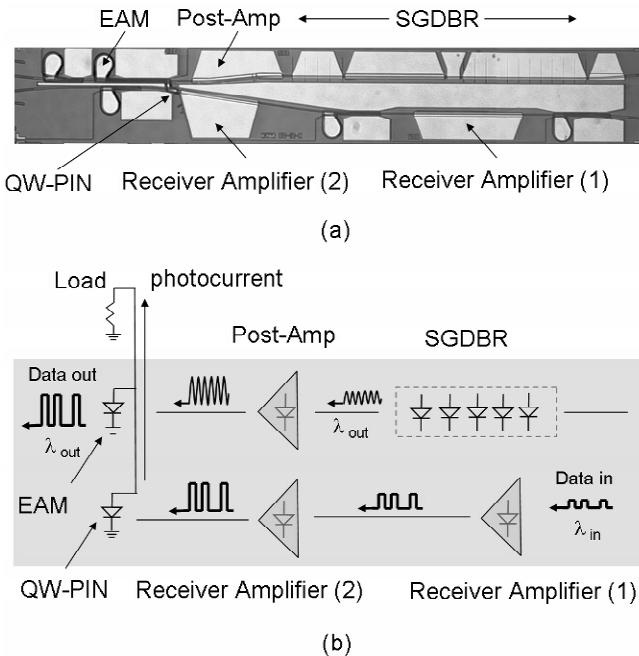 EAM Post-Amp SGDBR
QW-PIN Receiver Amplifier (2) Receiver Amplifier (1)
(a)
Load photocurrent
Post-Amp SGDBR
Data out
λ out
λ out
Data in
λ in
EAM
QW-PIN Receiver Amplifier (2) Receiver Amplifier (1)
(b)